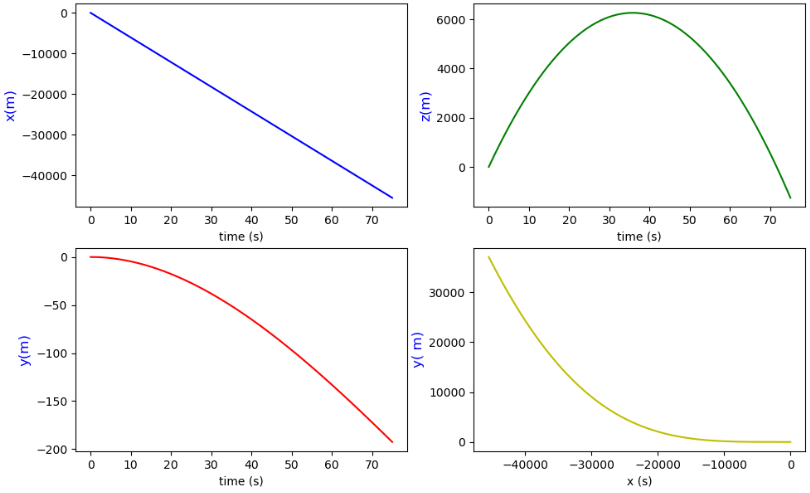 0
−10000
−20000
−30000
−40000
x(m)
0 10 20 30 40 50 60 70
time (s)
6000
4000
2000
0
z(m)
0 10 20 30 40 50 60 70
time (s)
0
−50
−100
−150
−200
y(m)
0 10 20 30 40 50 60 70
time (s)
30000
20000
10000
0
y( m)
−40000 −30000 −20000 −10000 0
x (s)